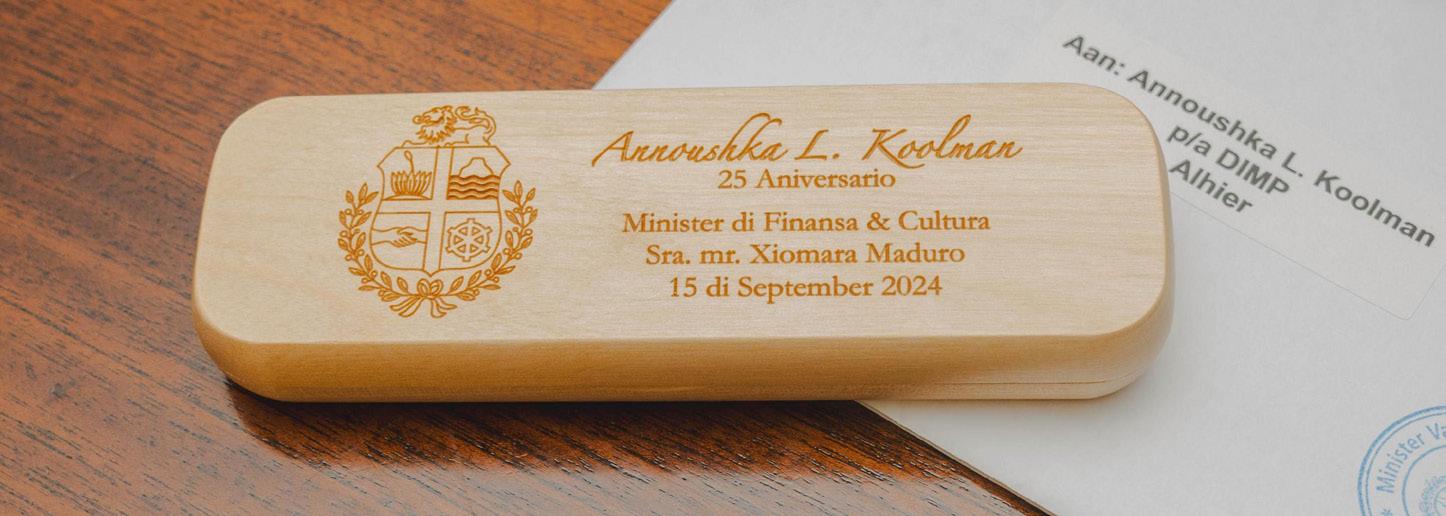 Annoushka L. Koolman
25 Aniversario
Minister di Finansa & Cultura
Sra. mr. Xiomara Maduro
15 di September 2024
Aan: Annoushka L. Koolman
p/a DIMP
Alhier
Minister